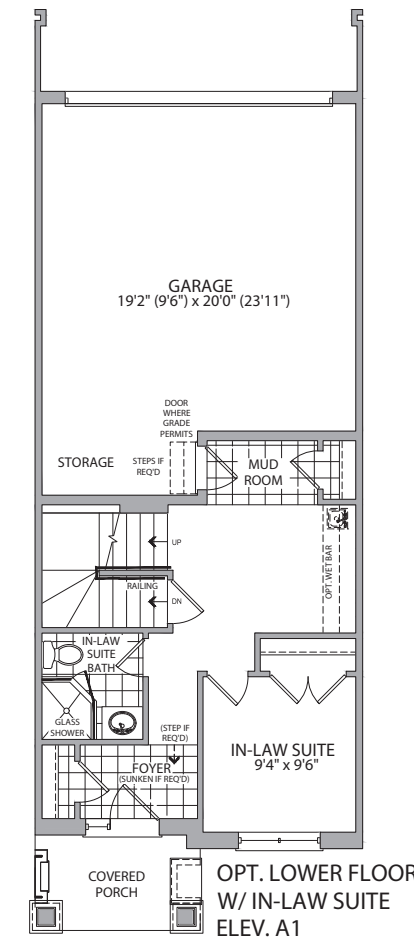 GARAGE
19'2" (9'6") x 20'0" (23'11")
DOOR
WHERE
GRADE
PERMITS
STORAGE
STEPS IF
REQ'D
MUD
ROOM
UP
RAILING
DN
OPT. WET BAR
IN-LAW
SUITE
BATH
GLASS
SHOWER
(STEP IF
REQ'D)
FOYER
(SUNKEN IF REQ'D)
IN-LAW SUITE
9'4" x 9'6"
COVERED
PORCH
OPT. LOWER FLOOR
W/ IN-LAW SUITE
ELEV. A1